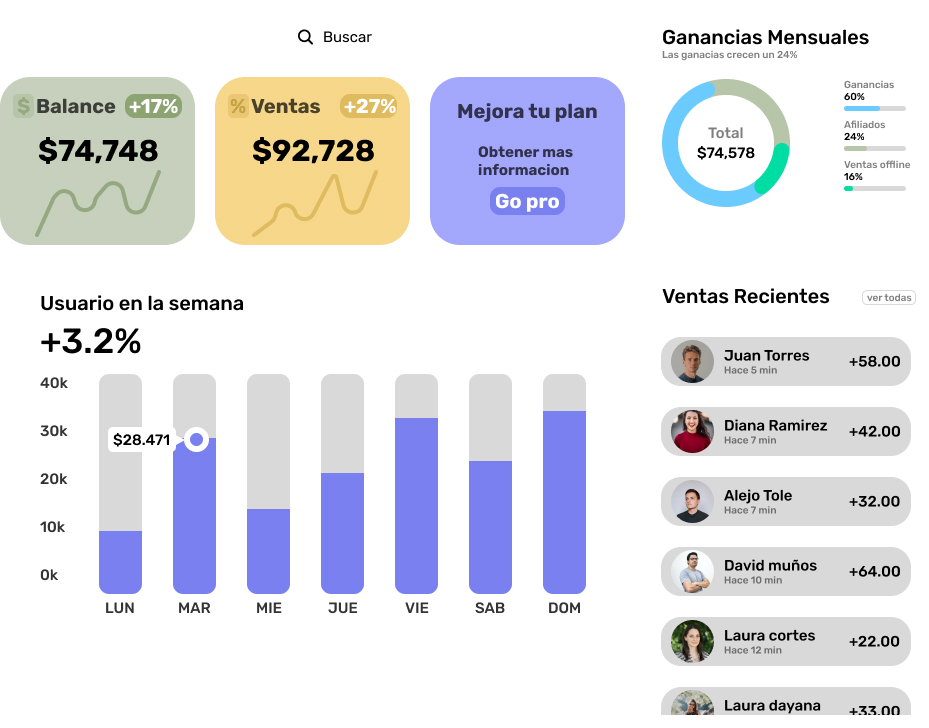 Buscar
$ Balance +17%
$74,748
% Ventas +27%
$92,728
Mejora tu plan
Obtener mas
informacion
Go pro
Ganancias Mensuales
Las ganacias crecen un 24%
Total
$74,578
Ganancias
60%
Afiliados
24%
Ventas offline
16%
Usuario en la semana
+3.2%
40k
30k
20k
10k
0k
$28.471
LUN MAR MIE JUE VIE SAB DOM
Ventas Recientes
ver todas
Juan Torres
Hace 5 min
+58.00
Diana Ramirez
Hace 7 min
+42.00
Alejo Tole
Hace 7 min
+32.00
David muños
Hace 10 min
+64.00
Laura cortes
Hace 12 min
+22.00
Laura dayana
+33.00